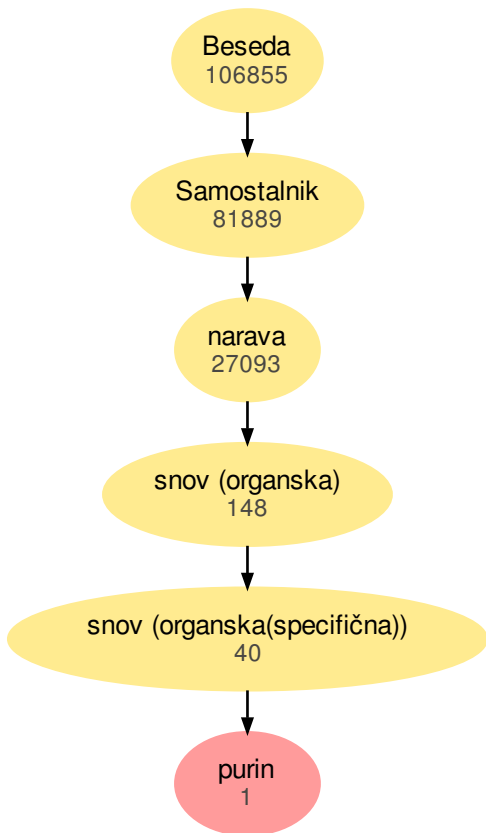 Beseda
106855
Samostalnik
81889
narava
27093
snov (organska)
148
snov (organska(specifična))
40
purin
1